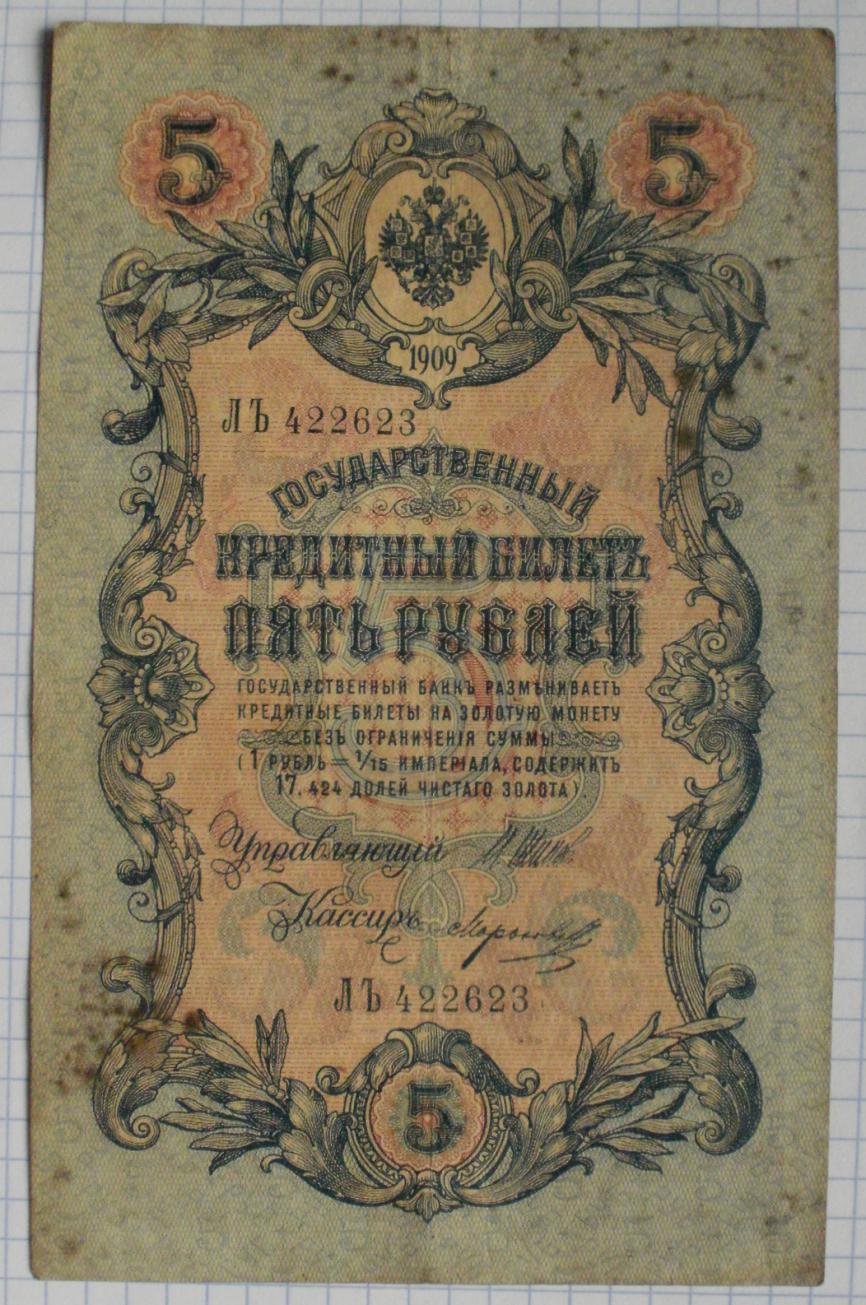 5 5
1909
ЛЪ 422623
ГОСУДАРСТВЕННЫЙ
КРЕДИТНЫЙ БИЛЕТЪ
ПЯТЬ РУБЛЕЙ
ГОСУДАРСТВЕННЫЙ БАНКЪ РАЗМѢНИВАЕТЪ
КРЕДИТНЫЕ БИЛЕТЫ НА ЗОЛОТУЮ МОНЕТУ
БЕЗЪ ОГРАНИЧЕНІЯ СУММЫ
(1 РУБЛЬ = 1/15 ИМПЕРІАЛА, СОДЕРЖИТЪ
17,424 ДОЛЕЙ ЧИСТАГО ЗОЛОТА).
Управляющій
Кассиръ
ЛЪ 422623
5